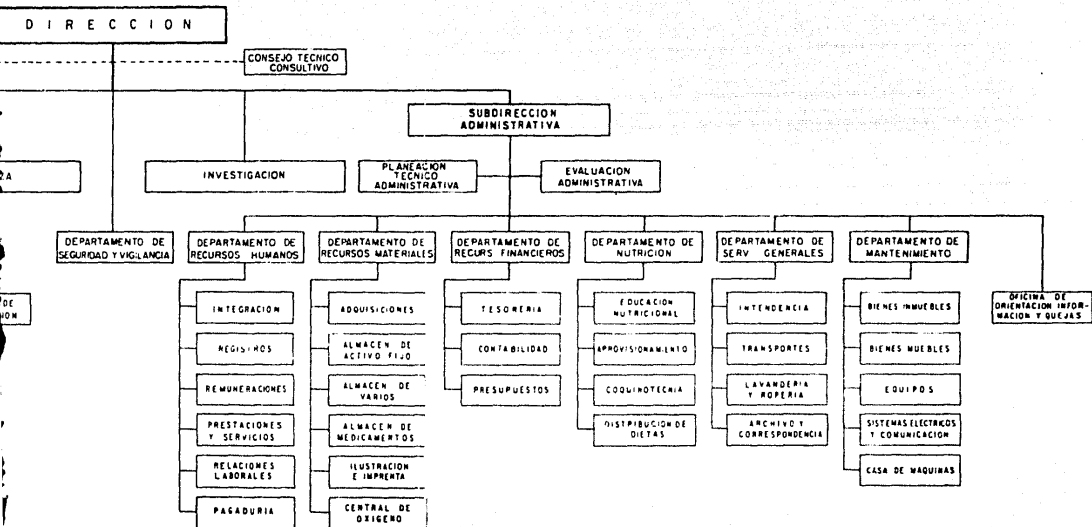 DIRECCION
CONSEJO TECNICO
CONSULTIVO
SUBDIRECCION
ADMINISTRATIVA
ZA
INVESTIGACION
PLANEACION
TECNICO
ADMINISTRATIVA
EVALUACION
ADMINISTRATIVA
DEPARTAMENTO DE
SEGURIDAD Y VIGILANCIA
DEPARTAMENTO DE
RECURSOS HUMANOS
DEPARTAMENTO DE
RECURSOS MATERIALES
DEPARTAMENTO DE
RECURS FINANCIEROS
DEPARTAMENTO DE
NUTRICION
DEPARTAMENTO DE
SERV GENERALES
DEPARTAMENTO DE
MANTENIMIENTO
DE
OFICINA DE
ORIENTACION INFOR-
MACION Y QUEJAS
INTEGRACION
REGISTROS
REMUNERACIONES
PRESTACIONES
Y SERVICIOS
RELACIONES
LABORALES
PAGADURIA
ADQUISICIONES
ALMACEN DE
ACTIVO FIJO
ALMACEN DE
VARIOS
ALMACEN DE
MEDICAMENTOS
ILUSTRACION
E IMPRENTA
CENTRAL DE
OXIGENO
TESORERIA
CONTABILIDAD
PRESUPUESTOS
EDUCACION
NUTRICIONAL
APROVISIONAMIENTO
COQUINOTECNIA
DISTRIBUCION DE
DIETAS
INTENDENCIA
TRANSPORTES
LAVANDERIA
Y ROPERIA
ARCHIVO Y
CORRESPONDENCIA
BIENES INMUEBLES
BIENES MUEBLES
EQUIPOS
SISTEMAS ELECTRICOS
Y COMUNICACION
CASA DE MAQUINAS